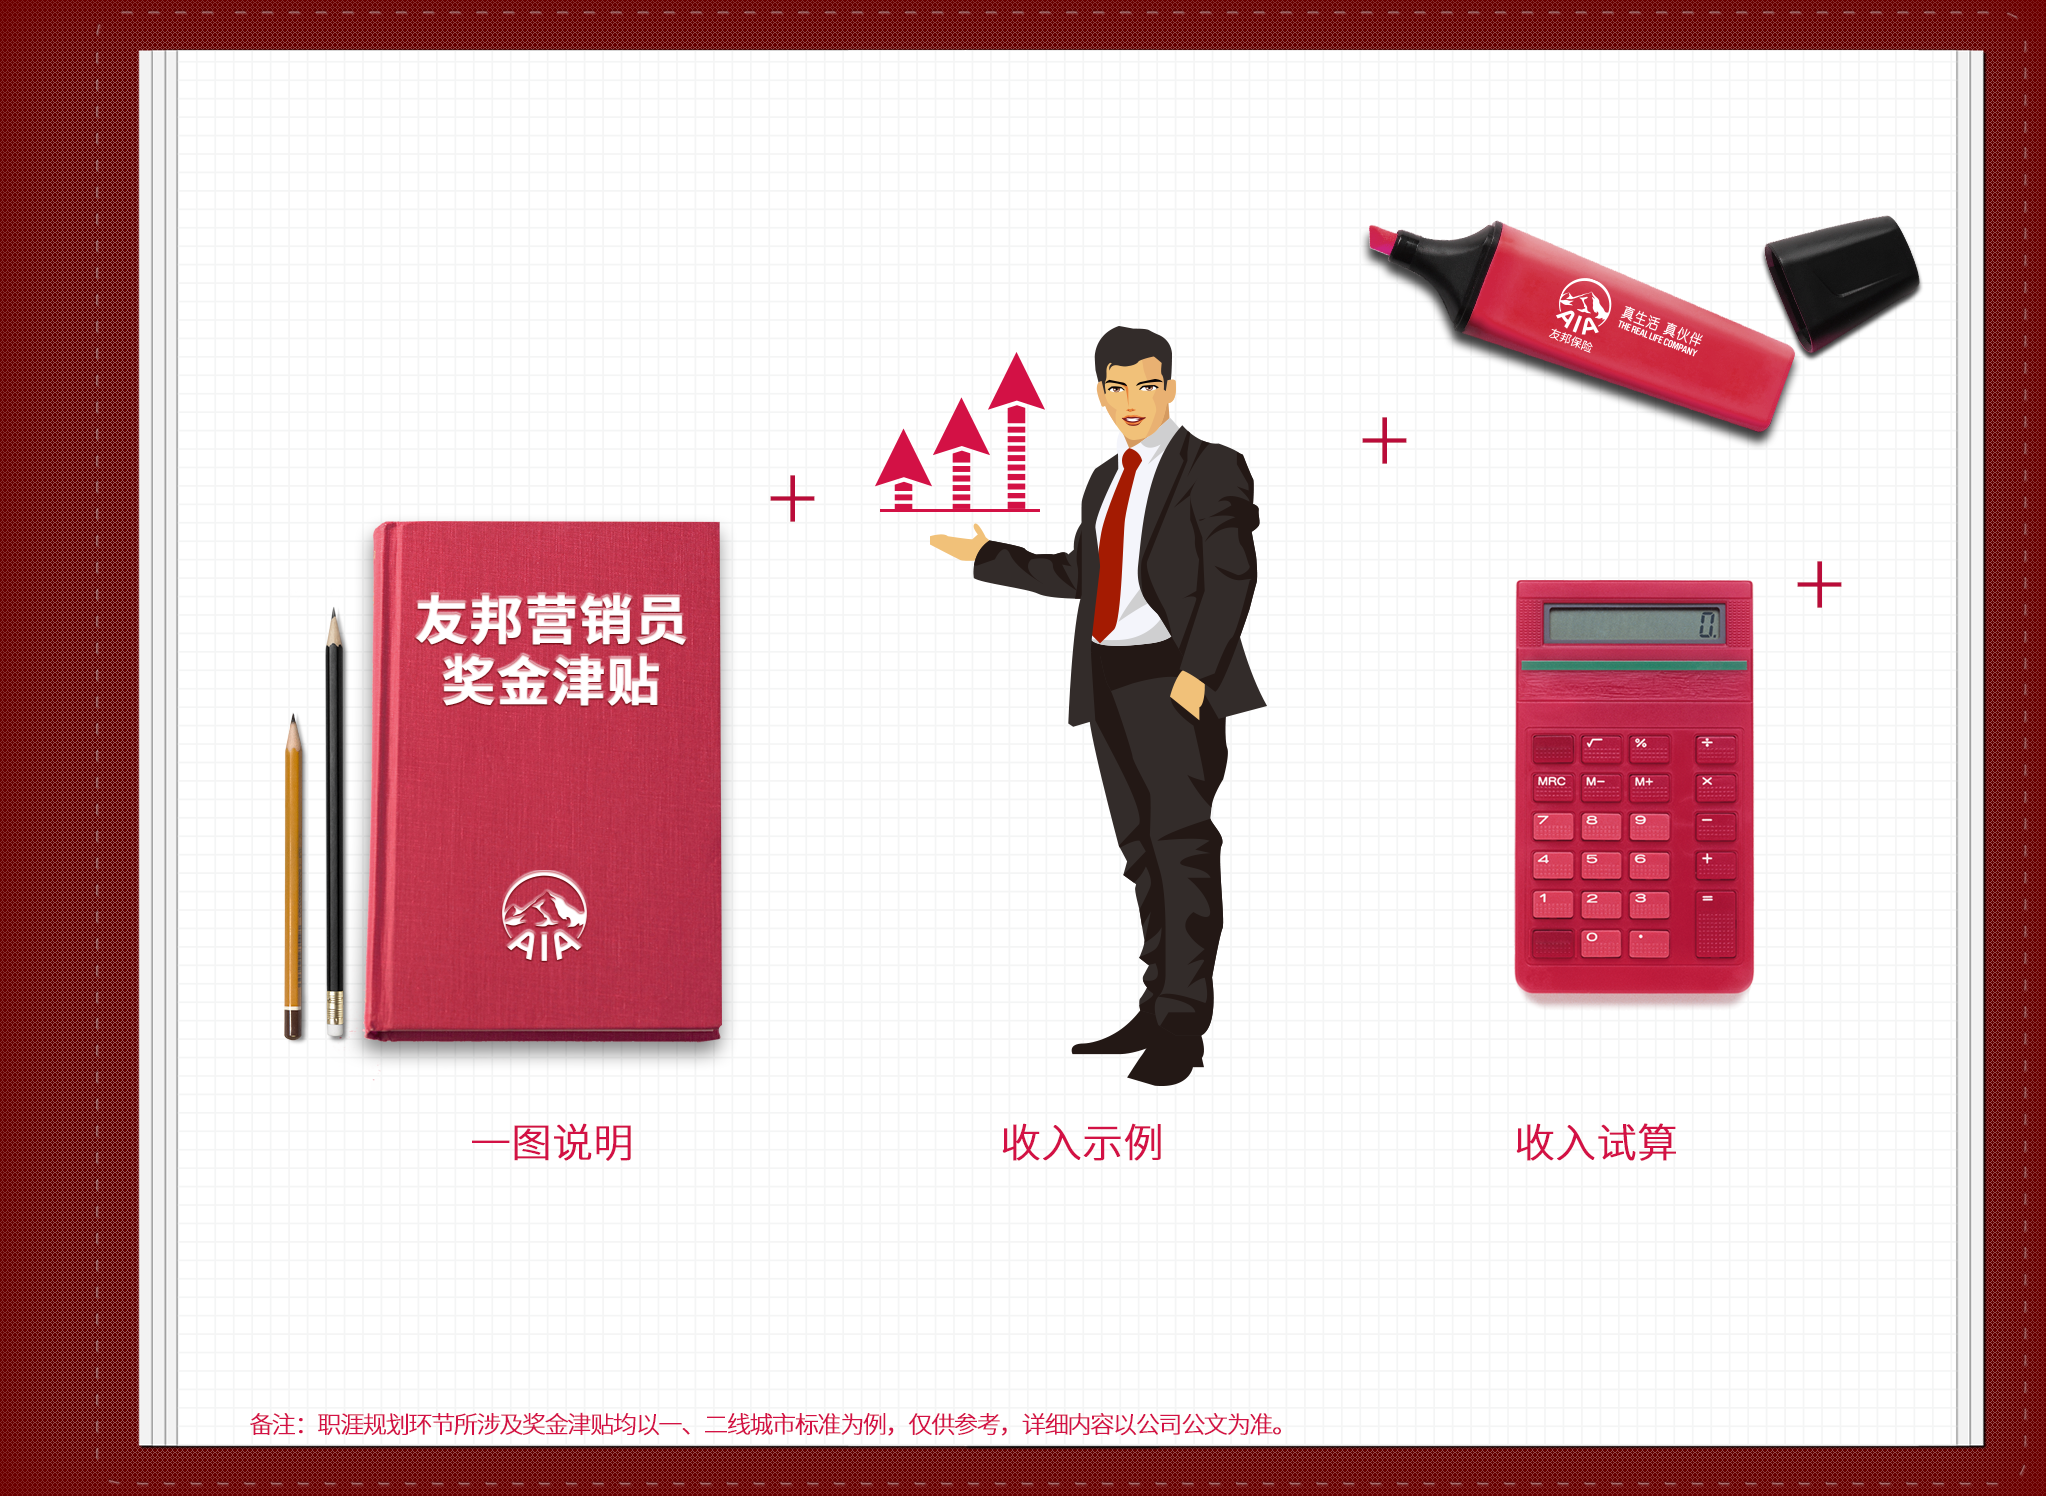 友邦营销员
奖金津贴
AIA
AIA
友邦保险
真生活 真伙伴
THE REAL LIFE COMPANY
0.
√ % ÷
MRC M− M+ ×
7 8 9 −
4 5 6 +
1 2 3 =
0 ·
一图说明
收入示例
收入试算
备注：职涯规划环节所涉及奖金津贴均以一、二线城市标准为例，仅供参考，详细内容以公司公文为准。